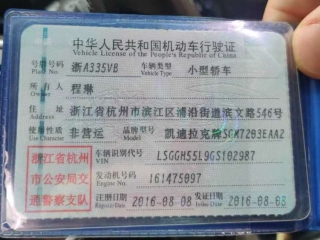 中华人民共和国机动车行驶证
Vehicle License of the People's Republic of China
号牌号码 浙A335VB 车辆类型 小型轿车
Plate No. Vehicle Type
所有人 程琳
Owner
住址 浙江省杭州市滨江区浦沿街道滨文路546号
Address
使用性质 非营运 品牌型号 凯迪拉克牌SGM7203EAA2
Use Character Model
浙江省杭州市公安局交通警察支队
车辆识别代号 LSGGH55L9GS102987
VIN
发动机号码 161475097
Engine No.
注册日期 2016-08-08 发证日期 2016-08-08
Register Date Issue Date